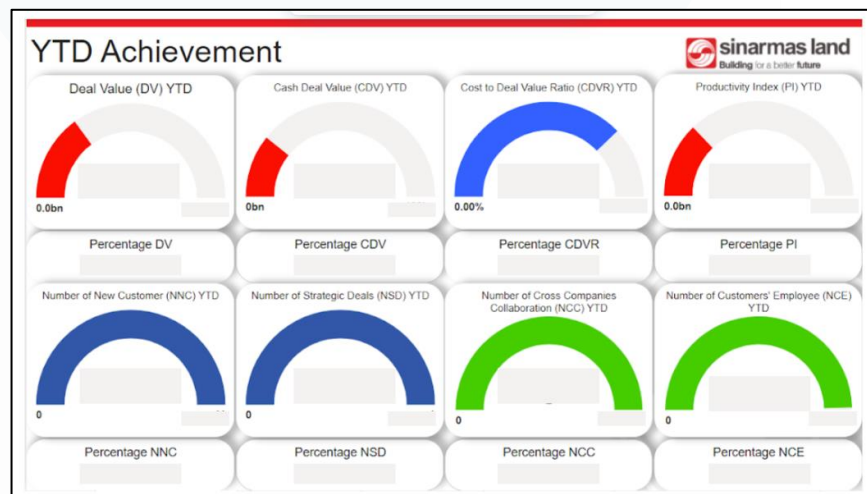 YTD Achievement
sinarmas land
Building for a better future
Deal Value (DV) YTD
Cash Deal Value (CDV) YTD
Cost to Deal Value Ratio (CDVR) YTD
Productivity Index (PI) YTD
0.0bn
0bn
0.00%
0.0bn
Percentage DV
Percentage CDV
Percentage CDVR
Percentage PI
Number of New Customer (NNC) YTD
Number of Strategic Deals (NSD) YTD
Number of Cross Companies
Collaboration (NCC) YTD
Number of Customers' Employee (NCE)
YTD
0
0
0
0
Percentage NNC
Percentage NSD
Percentage NCC
Percentage NCE